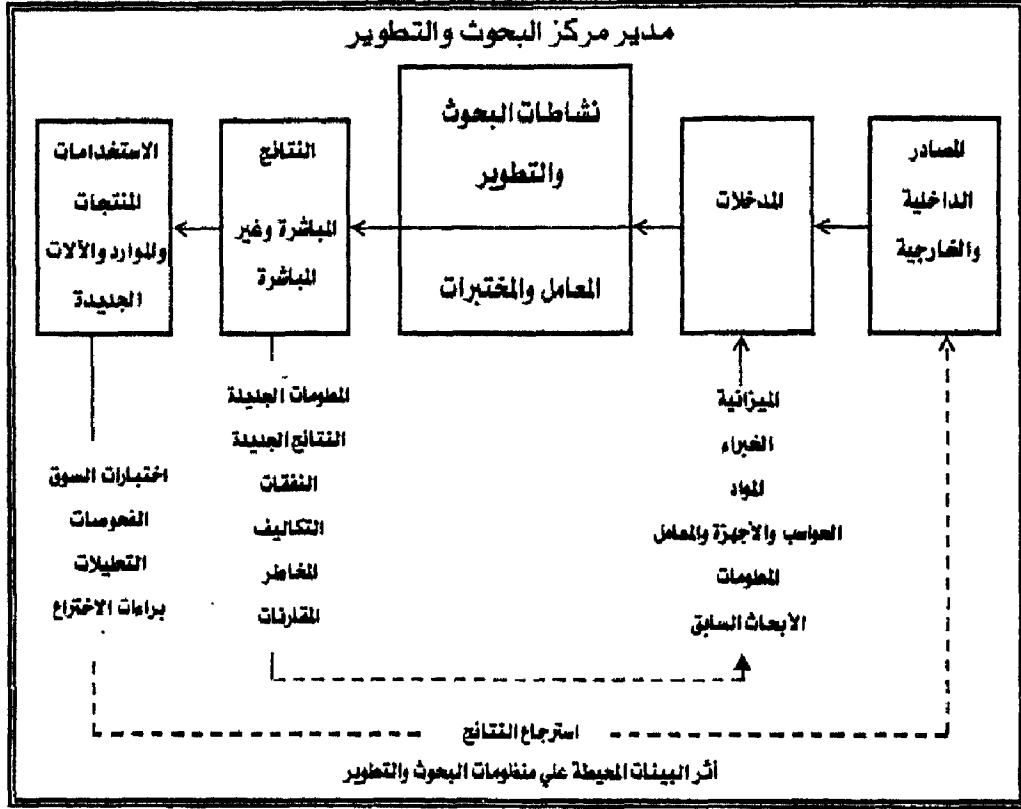 مدير مركز البحوث والتطوير
المصادر
الداخلية
والخارجية
المدخلات
نشاطات البحوث
والتطوير
المعامل والمختبرات
النتائج
المباشرة وغير
المباشرة
الاستخدامات
المنتجات
والموارد والآلات
الجديدة
الميزانية
الخبراء
المواد
الحواسب والأجهزة والمعامل
المعلومات
الأبحاث السابق
المعلومات الجديدة
النتائج الجديدة
النفقات
التكاليف
المخاطر
المقارنات
اختبارات السوق
الفحوصات
التحليلات
براءات الاختراع
استرجاع النتائج
أثر البيئات المحيطة علي منظومات البحوث والتطوير